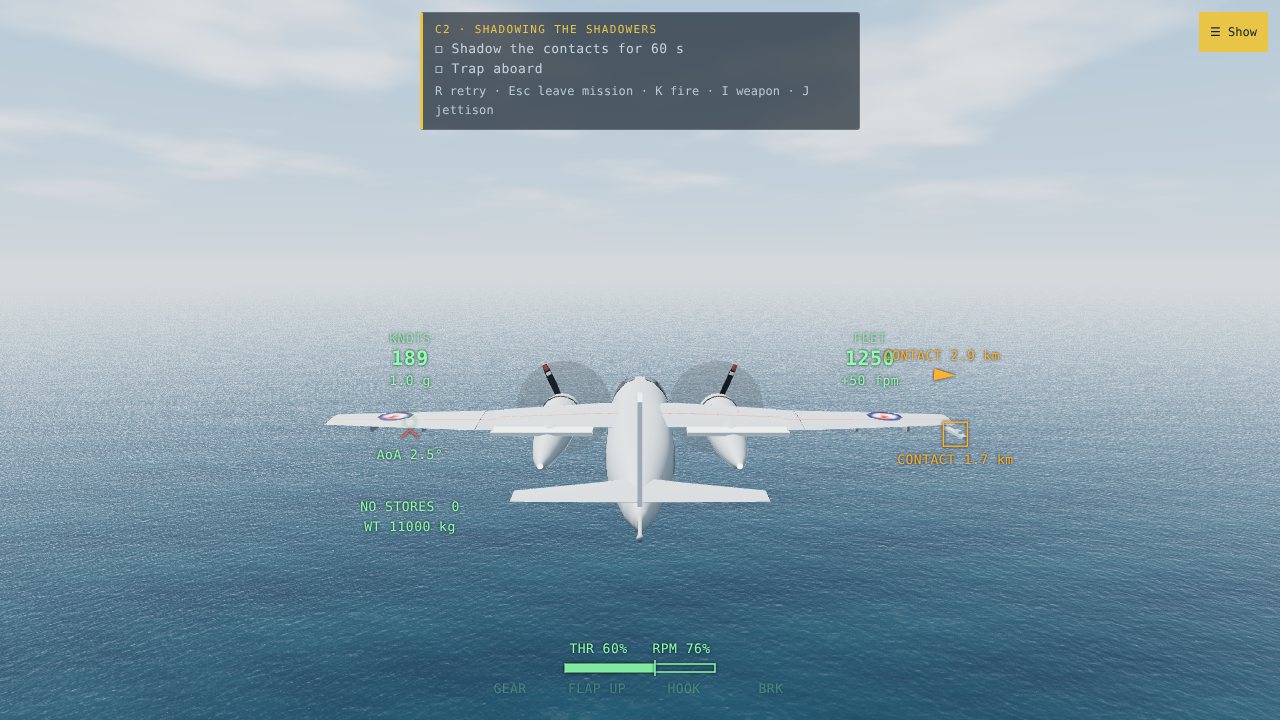 C2 · SHADOWING THE SHADOWERS
☐ Shadow the contacts for 60 s
☐ Trap aboard
R retry · Esc leave mission · K fire · I weapon · J
jettison
☰ Show
KNOTS
189
1.0 g
FEET
1250
+50 fpm
CONTACT 2.9 km
CONTACT 1.7 km
AoA 2.5°
NO STORES 0
WT 11000 kg
THR 60% RPM 76%
GEAR FLAP UP HOOK BRK